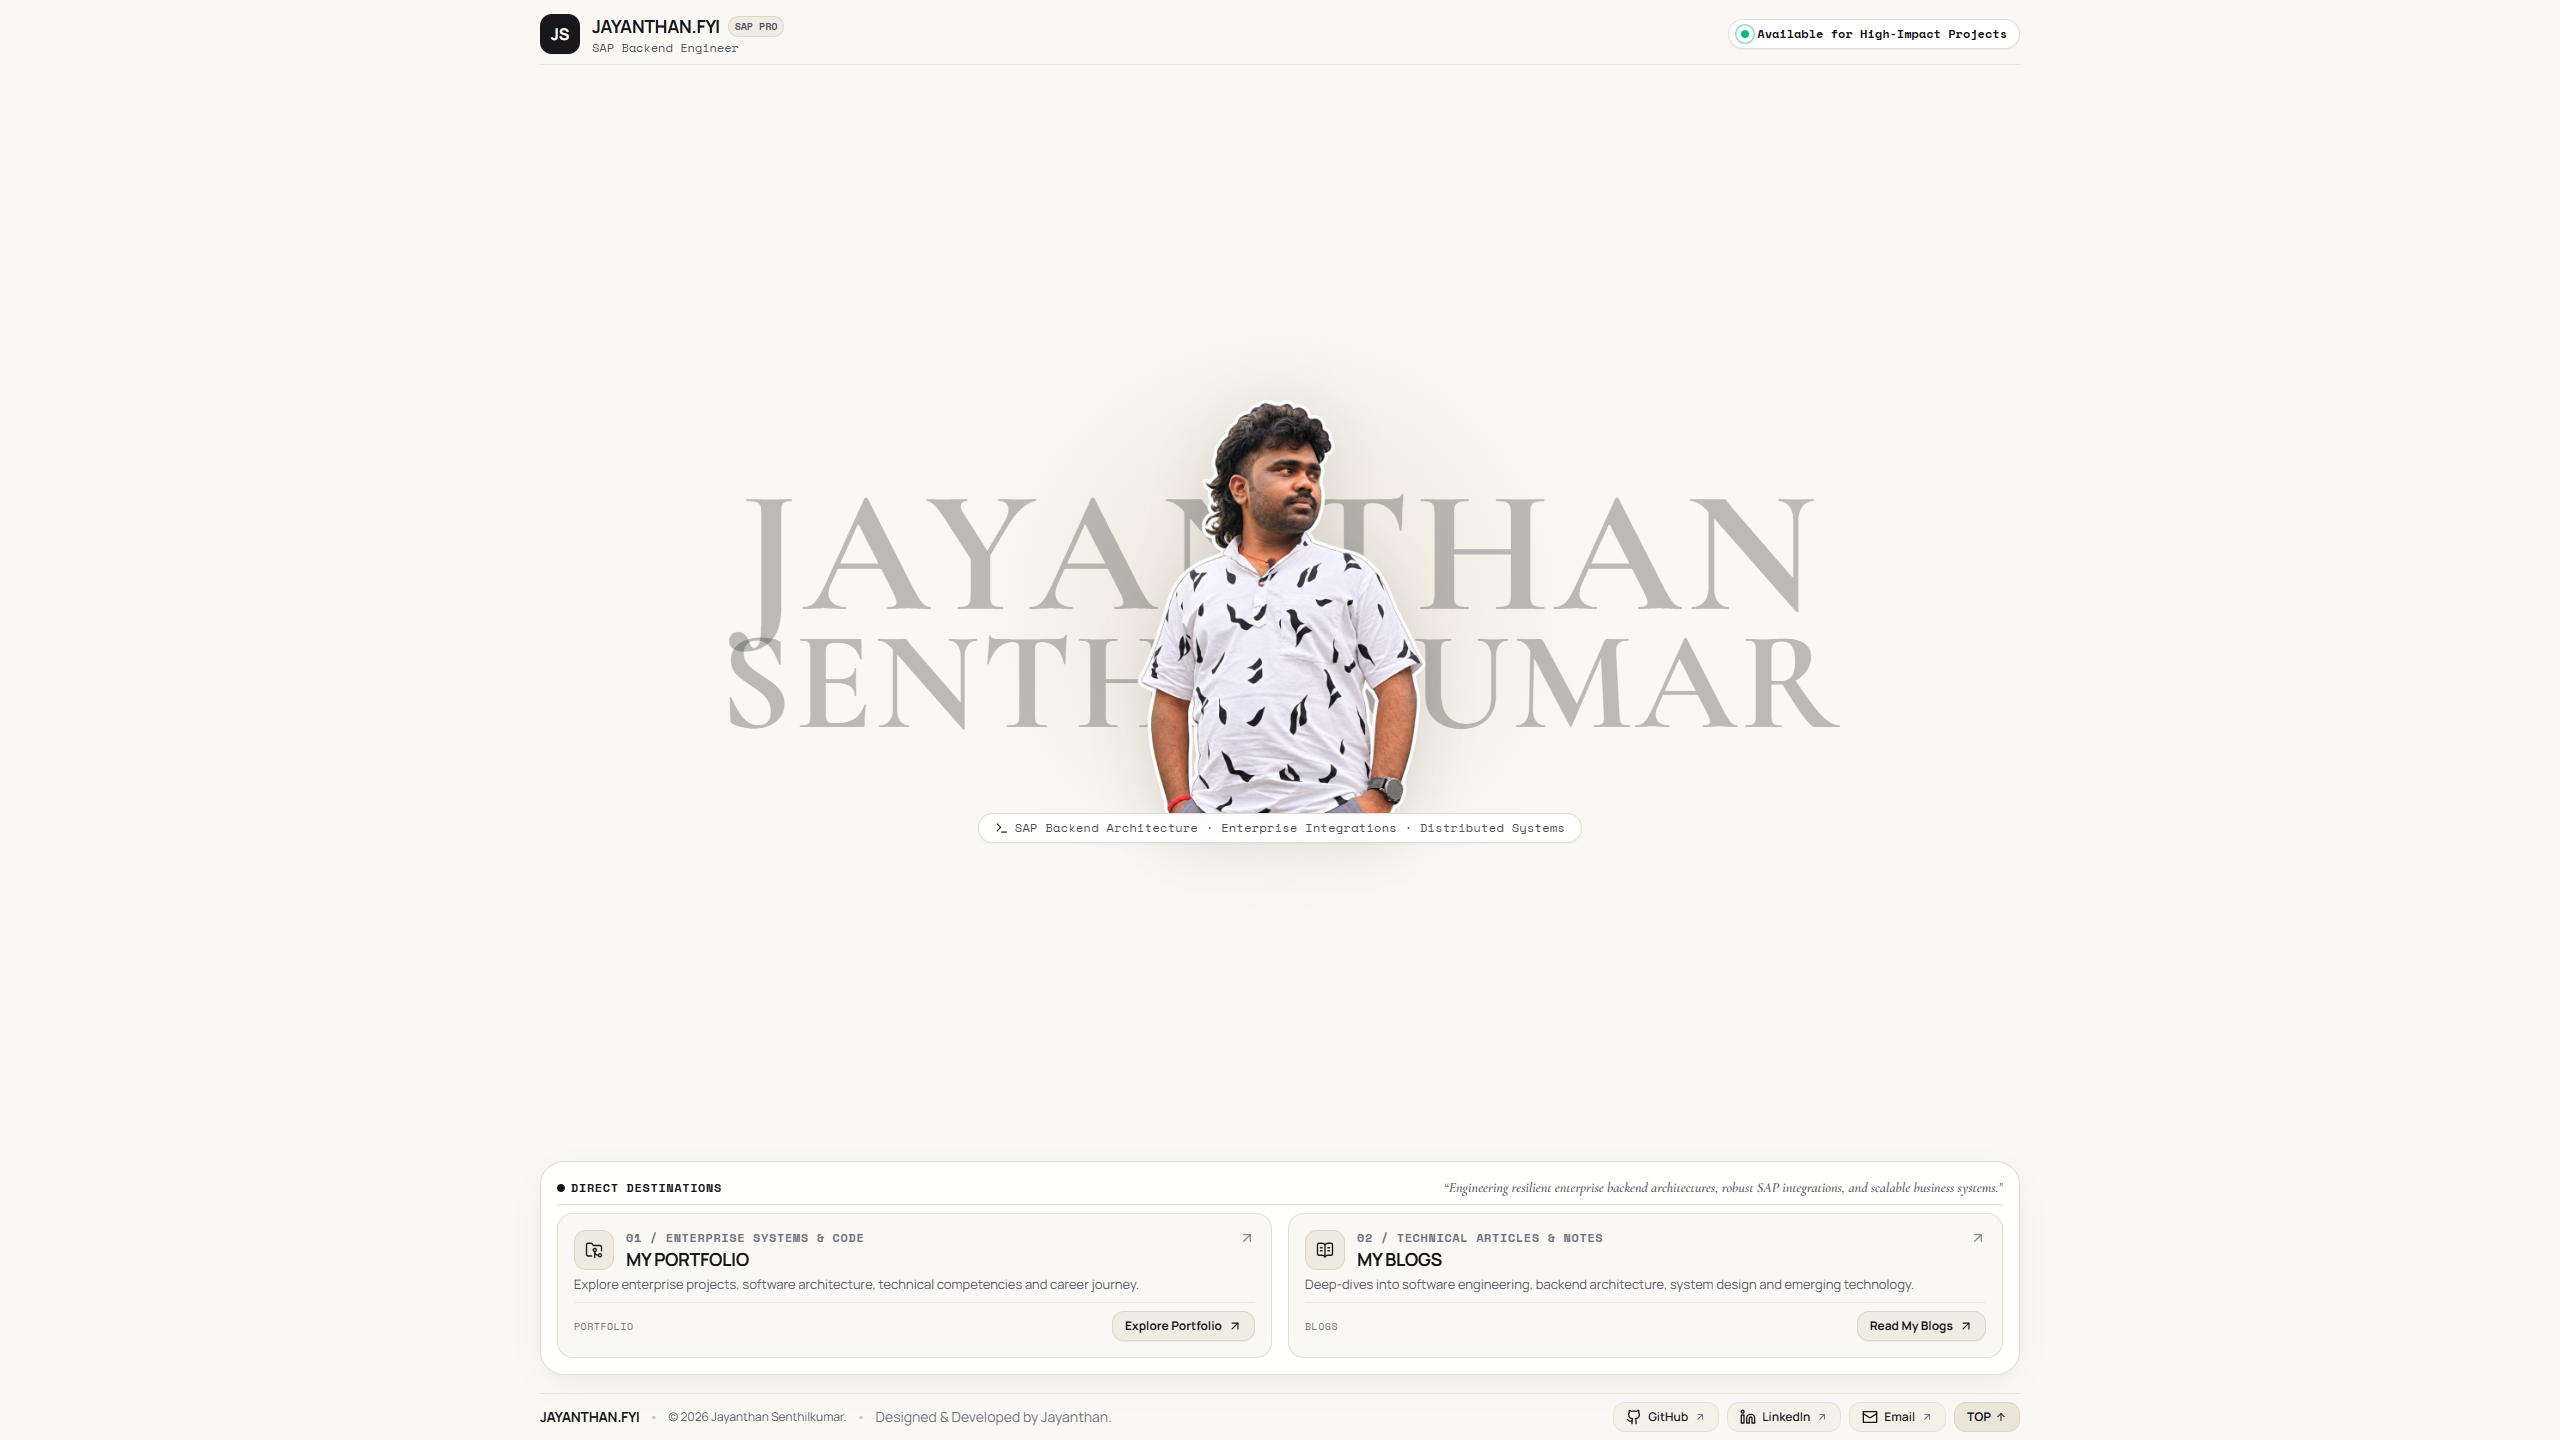 JS
JAYANTHAN.FYI SAP PRO
SAP Backend Engineer
Available for High-Impact Projects
JAYANTHAN
SENTH UMAR
SAP Backend Architecture · Enterprise Integrations · Distributed Systems
DIRECT DESTINATIONS
“Engineering resilient enterprise backend architectures, robust SAP integrations, and scalable business systems.”
01 / ENTERPRISE SYSTEMS & CODE
MY PORTFOLIO
Explore enterprise projects, software architecture, technical competencies and career journey.
PORTFOLIO
Explore Portfolio
02 / TECHNICAL ARTICLES & NOTES
MY BLOGS
Deep-dives into software engineering, backend architecture, system design and emerging technology.
BLOGS
Read My Blogs
JAYANTHAN.FYI • © 2026 Jayanthan Senthilkumar. • Designed & Developed by Jayanthan.
GitHub
LinkedIn
Email
TOP ↑